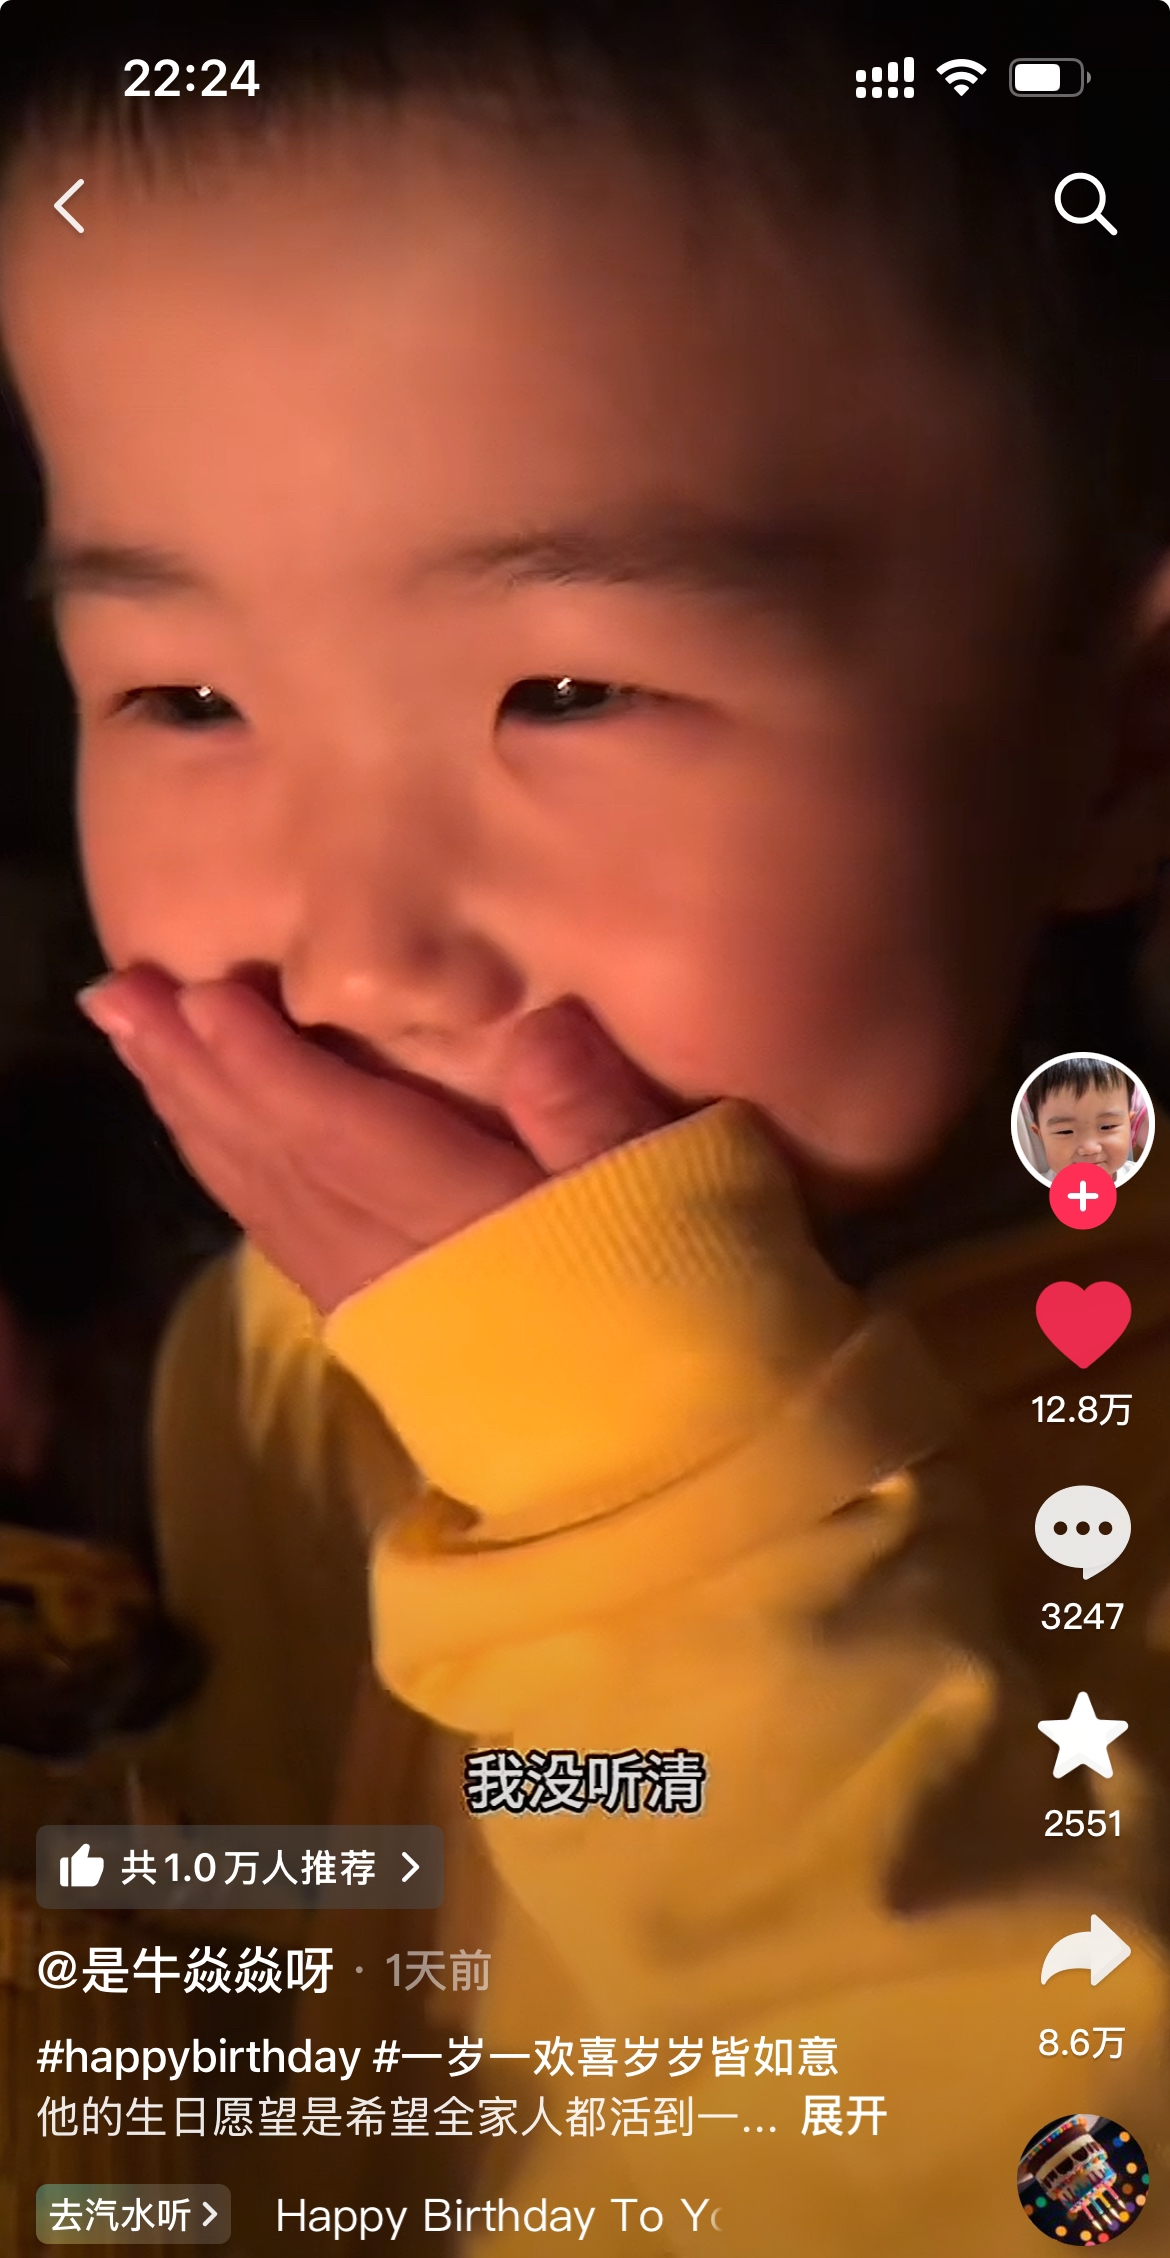 22:24
12.8万
3247
2551
8.6万
我没听清
共1.0万人推荐
@是牛焱焱呀 · 1天前
#happybirthday #一岁一欢喜岁岁皆如意
他的生日愿望是希望全家人都活到一... 展开
去汽水听
Happy Birthday To Yo